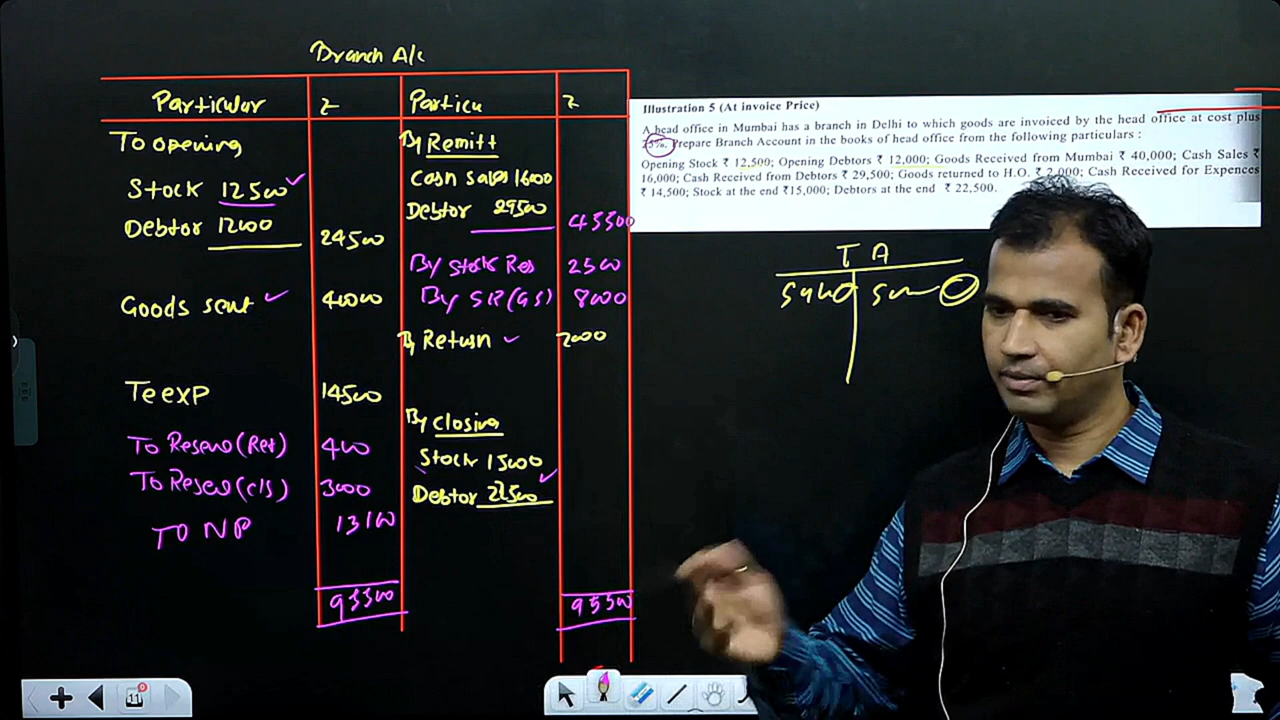 Branch A/c
Particular ₹ Particu ₹
To opening
Stock 12500
Debtor 12000 24500
Goods sent 40000
To exp 14500
To Reserv(Ret) 400
To Reserv(cls) 3000
TO NP 13100
95500
By Remitt
Cash sales 16000
Debtor 29500 45500
By Stock Res 2500
By SR(GS) 8000
By Return 2000
By closing
Stock 15000
Debtor 22500
95500
Illustration 5 (At invoice Price)
A head office in Mumbai has a branch in Delhi to which goods are invoiced by the head office at cost plus
25%. Prepare Branch Account in the books of head office from the following particulars :
Opening Stock ₹ 12,500; Opening Debtors ₹ 12,000; Goods Received from Mumbai ₹ 40,000; Cash Sales ₹
16,000; Cash Received from Debtors ₹ 29,500; Goods returned to H.O. ₹ 2,000; Cash Received for Expences
₹ 14,500; Stock at the end ₹15,000; Debtors at the end ₹ 22,500.
T A
11